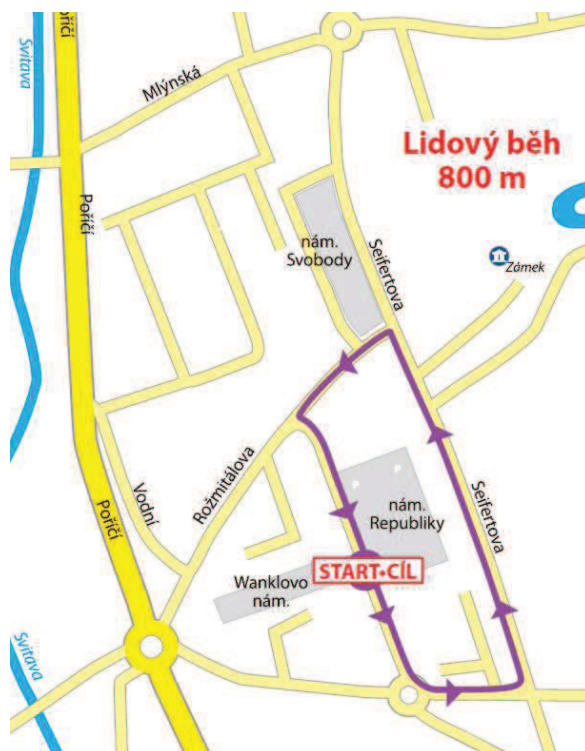 Poříčí
Svitava
Mlýnská
Lidový běh
800 m
Poříčí
nám.
Svobody
Seifertova
Zámek
Rožmitálova
Vodní
Poříčí
nám.
Republiky
Seifertova
START•CÍL
Wanklovo
nám.
Svitava